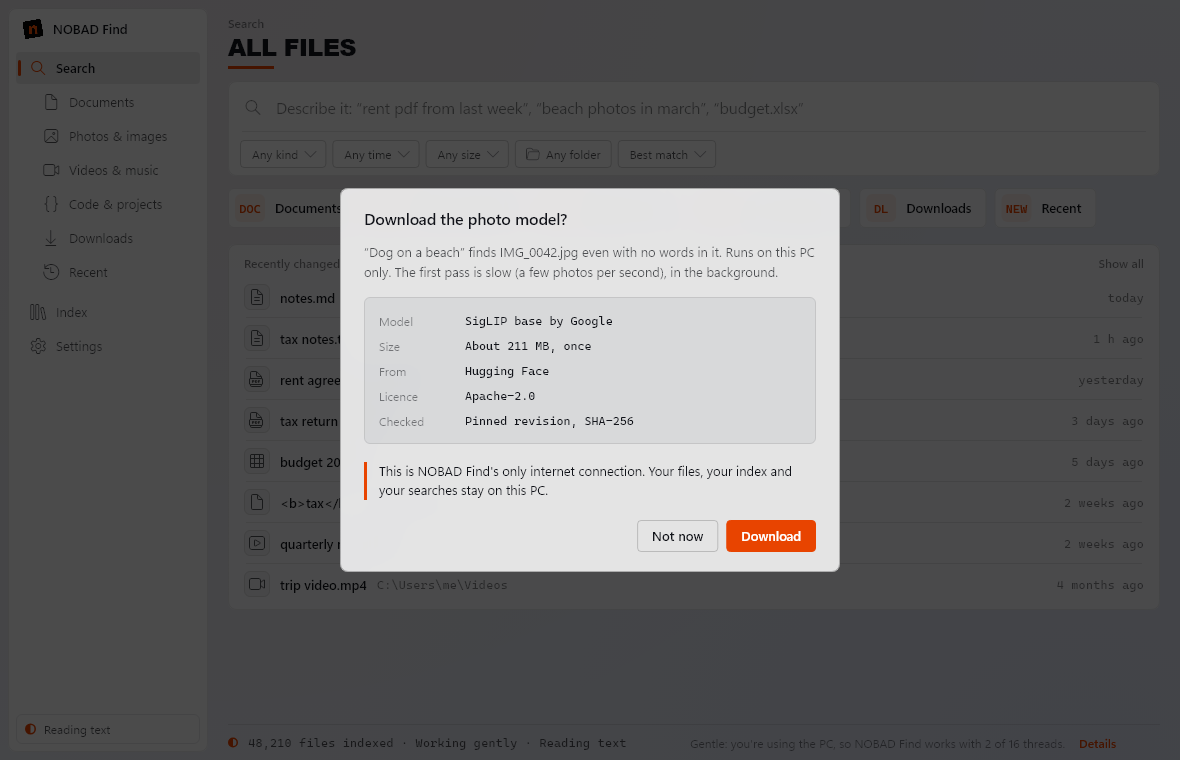 NOBAD Find
Search
Documents
Photos & images
Videos & music
Code & projects
Downloads
Recent
Index
Settings
Reading text
Search
ALL FILES
Describe it: "rent pdf from last week", "beach photos in march", "budget.xlsx"
Any kind
Any time
Any size
Any folder
Best match
DOC Documents
DL Downloads
NEW Recent
Recently changed
Show all
notes.md today
tax notes. 1 h ago
rent agree yesterday
tax return 3 days ago
budget 20 5 days ago
<b>tax</ 2 weeks ago
quarterly 2 weeks ago
trip video.mp4 C:\Users\me\Videos 4 months ago
Download the photo model?
"Dog on a beach" finds IMG_0042.jpg even with no words in it. Runs on this PC
only. The first pass is slow (a few photos per second), in the background.
Model SigLIP base by Google
Size About 211 MB, once
From Hugging Face
Licence Apache-2.0
Checked Pinned revision, SHA-256
This is NOBAD Find's only internet connection. Your files, your index and
your searches stay on this PC.
Not now
Download
48,210 files indexed · Working gently · Reading text
Gentle: you're using the PC, so NOBAD Find works with 2 of 16 threads. Details